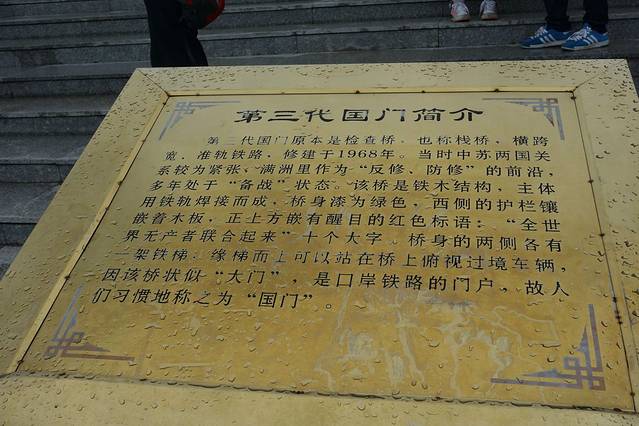 第三代国门简介
第三代国门原本是检查桥，也称栈桥，横跨
宽、准轨铁路，修建于1968年。当时中苏两国关
系较为紧张，满洲里作为“反修、防修”的前沿，
多年处于“备战”状态。该桥是铁木结构，主体
用铁轨焊接而成，桥身漆为绿色，西侧的护栏镶
嵌着木板，正上方嵌有醒目的红色标语：“全世
界无产者联合起来”十个大字。桥身的两侧各有
一架铁梯，缘梯而上可以站在桥上俯视过境车辆，
因该桥状似“大门”，是口岸铁路的门户，故人
们习惯地称之为“国门”。